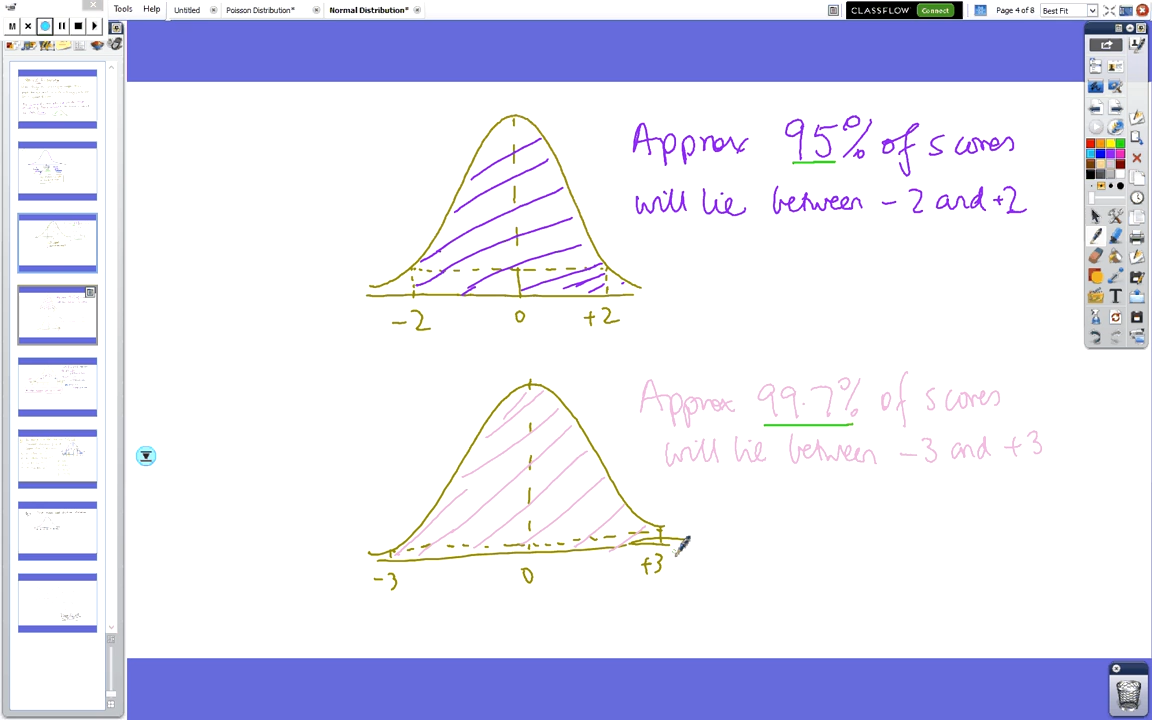 Tools Help Untitled Poisson Distribution* Normal Distribution* CLASSFLOW Connect Page 4 of 8 Best Fit
Approx 95% of scores
will lie between -2 and +2
-2 0 +2
Approx 99.7% of scores
will lie between -3 and +3
-3 0 +3